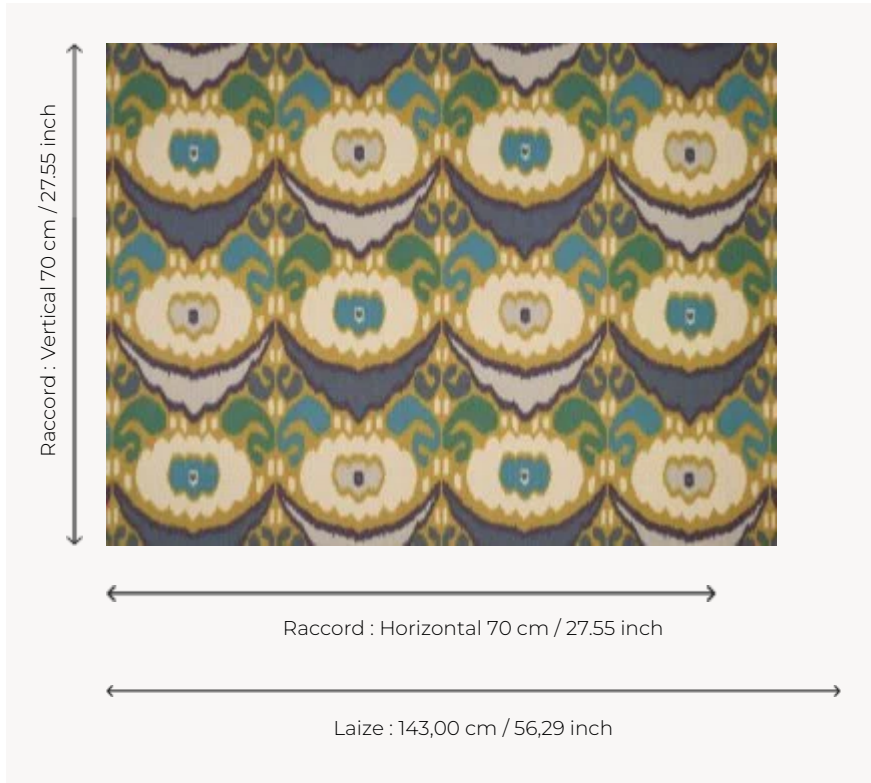 Raccord : Vertical 70 cm / 27.55 inch
Raccord : Horizontal 70 cm / 27.55 inch
Laize : 143,00 cm / 56,29 inch